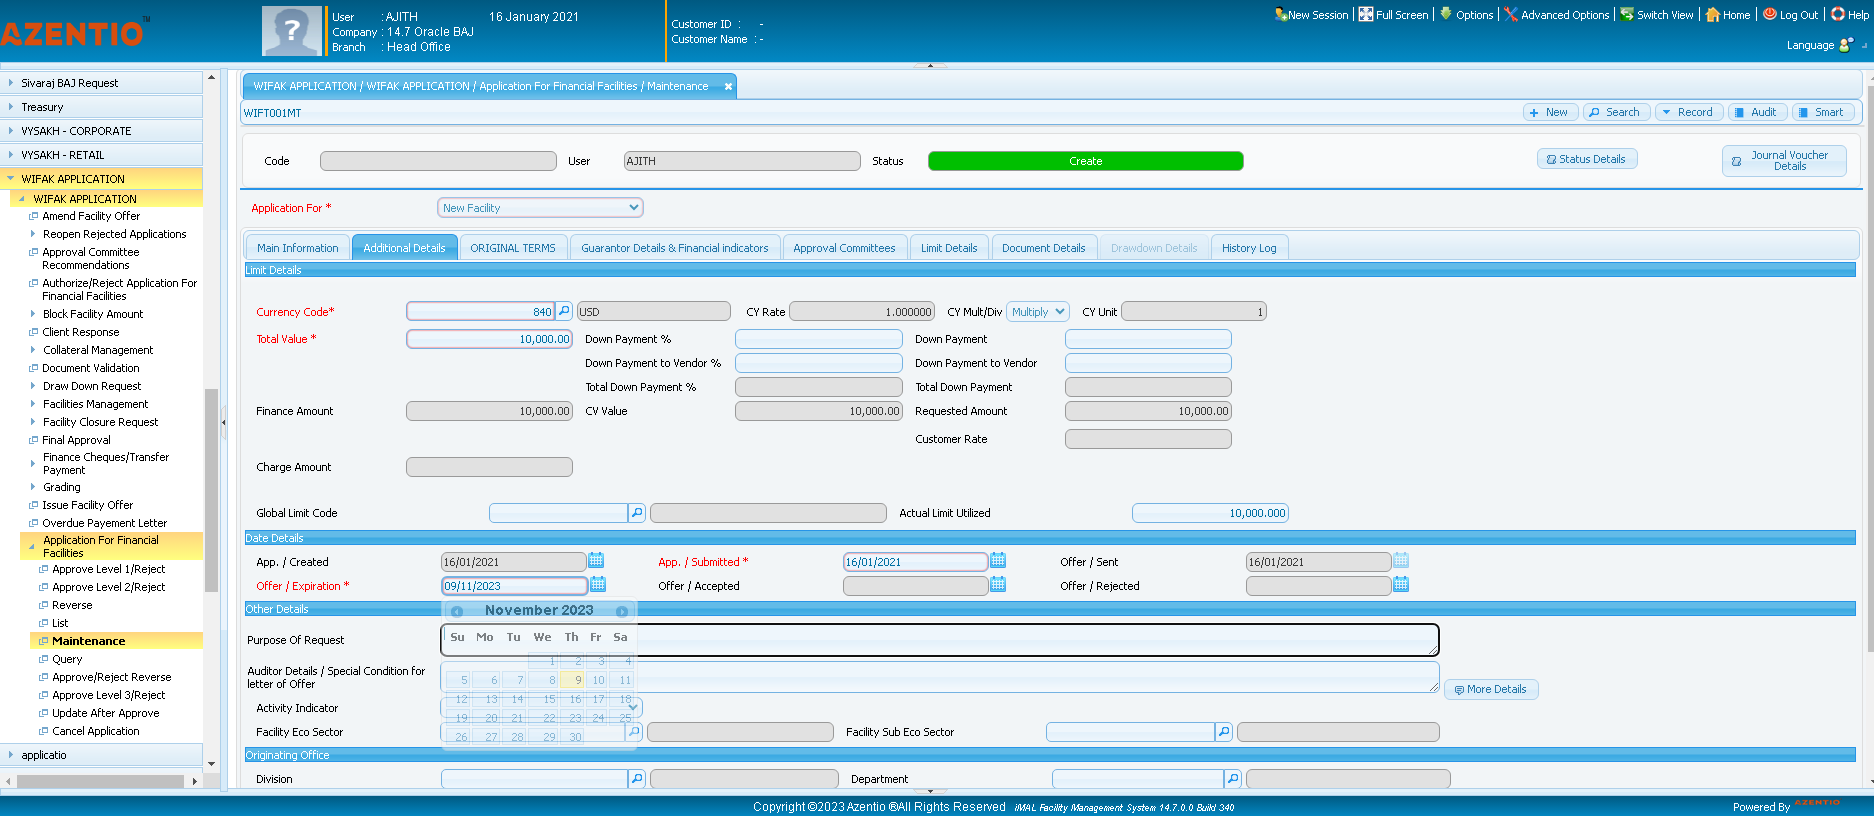 AZENTIO™
User : AJITH 16 January 2021
Company : 14.7 Oracle BAJ
Branch : Head Office
Customer ID : -
Customer Name : -
New Session Full Screen Options Advanced Options Switch View Home Log Out Help
Language
Sivaraj BAJ Request
Treasury
VYSAKH - CORPORATE
VYSAKH - RETAIL
WIFAK APPLICATION
WIFAK APPLICATION
Amend Facility Offer
Reopen Rejected Applications
Approval Committee
Recommendations
Authorize/Reject Application For
Financial Facilities
Block Facility Amount
Client Response
Collateral Management
Document Validation
Draw Down Request
Facilities Management
Facility Closure Request
Final Approval
Finance Cheques/Transfer
Payment
Grading
Issue Facility Offer
Overdue Payement Letter
Application For Financial
Facilities
Approve Level 1/Reject
Approve Level 2/Reject
Reverse
List
Maintenance
Query
Approve/Reject Reverse
Approve Level 3/Reject
Update After Approve
Cancel Application
applicatio
WIFAK APPLICATION / WIFAK APPLICATION / Application For Financial Facilities / Maintenance
WIFT001MT
New Search Record Audit Smart
Code User AJITH Status Create
Status Details
Journal Voucher
Details
Application For * New Facility
Main Information Additional Details ORIGINAL TERMS Guarantor Details & Financial indicators Approval Committees Limit Details Document Details Drawdown Details History Log
Limit Details
Currency Code* 840 USD CY Rate 1.000000 CY Mult/Div Multiply CY Unit 1
Total Value * 10,000.00 Down Payment % Down Payment
Down Payment to Vendor % Down Payment to Vendor
Total Down Payment % Total Down Payment
Finance Amount 10,000.00 CV Value 10,000.00 Requested Amount 10,000.00
Customer Rate
Charge Amount
Global Limit Code Actual Limit Utilized 10,000.000
Date Details
App. / Created 16/01/2021 App. / Submitted * 16/01/2021 Offer / Sent 16/01/2021
Offer / Expiration * 09/11/2023 Offer / Accepted Offer / Rejected
Other Details
November 2023
Su Mo Tu We Th Fr Sa
1 2 3 4
5 6 7 8 9 10 11
12 13 14 15 16 17 18
19 20 21 22 23 24 25
26 27 28 29 30
Purpose Of Request
Auditor Details / Special Condition for
letter of Offer
More Details
Activity Indicator
Facility Eco Sector Facility Sub Eco Sector
Originating Office
Division Department
Copyright ©2023 Azentio ®All Rights Reserved iMAL Facility Management System 14.7.0.0 Build 340
Powered By AZENTIO